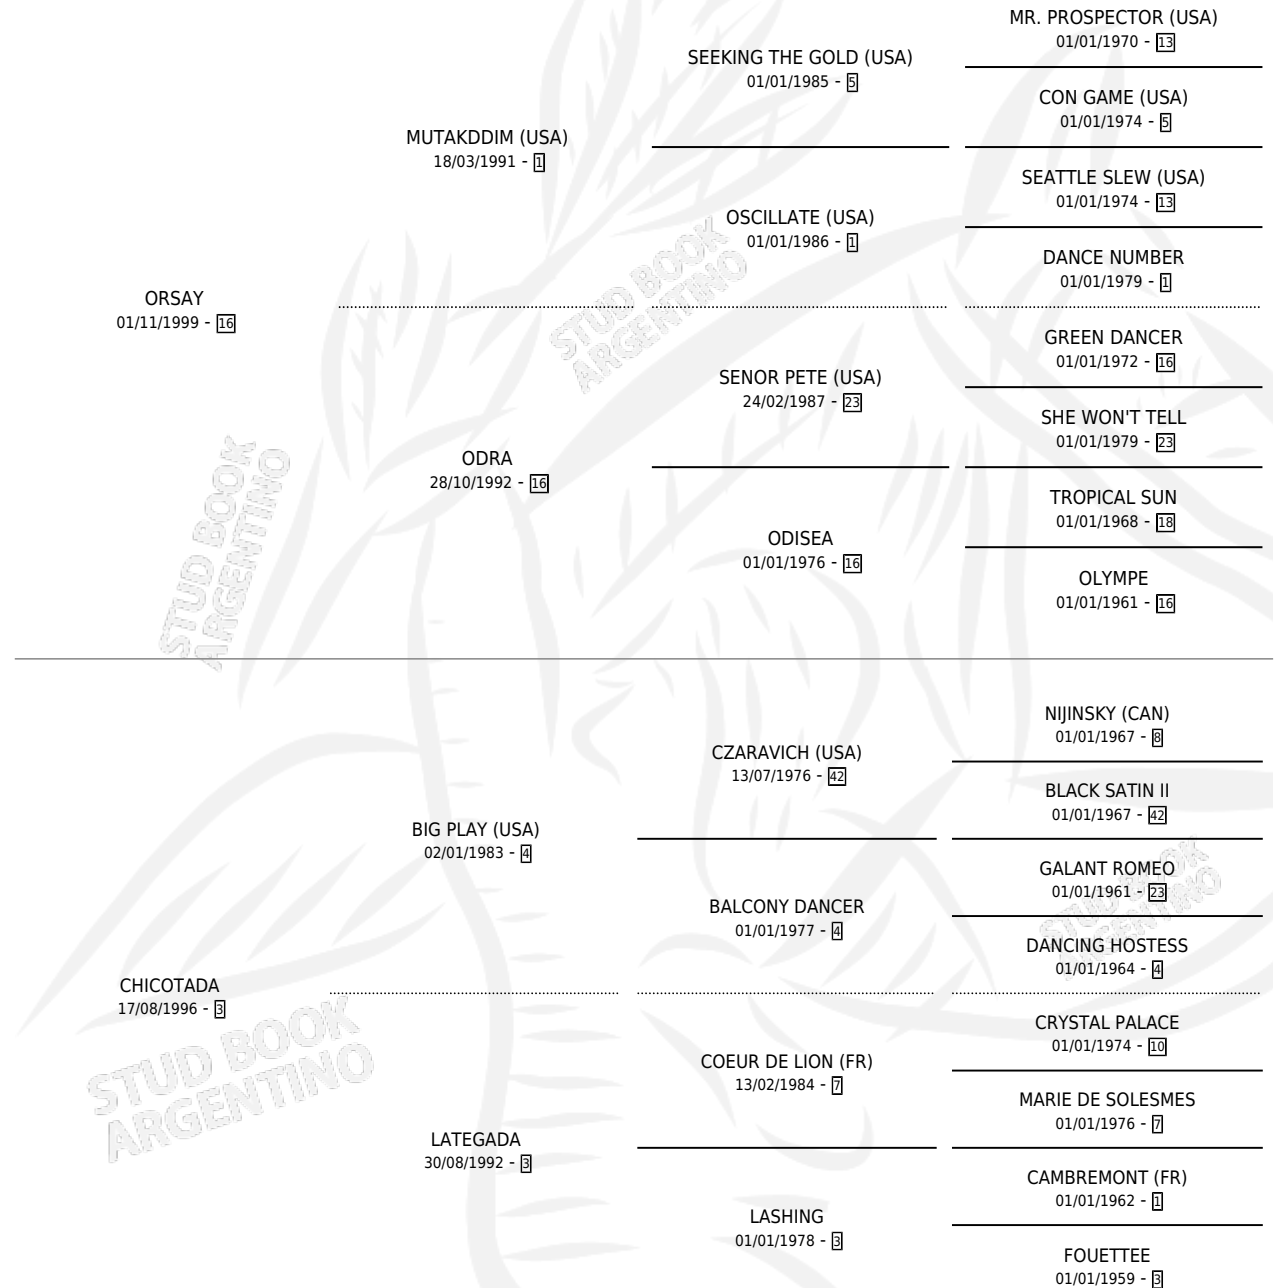 MR. PROSPECTOR (USA)
01/01/1970 - 13
SEEKING THE GOLD (USA)
01/01/1985 - 5
CON GAME (USA)
01/01/1974 - 5
MUTAKDDIM (USA)
18/03/1991 - 1
SEATTLE SLEW (USA)
01/01/1974 - 13
OSCILLATE (USA)
01/01/1986 - 1
DANCE NUMBER
01/01/1979 - 1
ORSAY
01/11/1999 - 16
STUD BOOK
ARGENTINO
GREEN DANCER
01/01/1972 - 16
SENOR PETE (USA)
24/02/1987 - 23
SHE WON'T TELL
01/01/1979 - 23
ODRA
28/10/1992 - 16
TROPICAL SUN
01/01/1968 - 18
ODISEA
01/01/1976 - 16
OLYMPE
01/01/1961 - 16
STUD BOOK
ARGENTINO
NIJINSKY (CAN)
01/01/1967 - 8
CZARAVICH (USA)
13/07/1976 - 42
BLACK SATIN II
01/01/1967 - 42
BIG PLAY (USA)
02/01/1983 - 4
GALANT ROMEO
01/01/1961 - 23
BALCONY DANCER
01/01/1977 - 4
STUD BOOK
ARGENTINO
DANCING HOSTESS
01/01/1964 - 4
CHICOTADA
17/08/1996 - 3
STUD BOOK
ARGENTINO
CRYSTAL PALACE
01/01/1974 - 10
COEUR DE LION (FR)
13/02/1984 - 7
MARIE DE SOLESMES
01/01/1976 - 7
LATEGADA
30/08/1992 - 3
CAMBREMONT (FR)
01/01/1962 - 1
LASHING
01/01/1978 - 3
FOUETTEE
01/01/1959 - 3